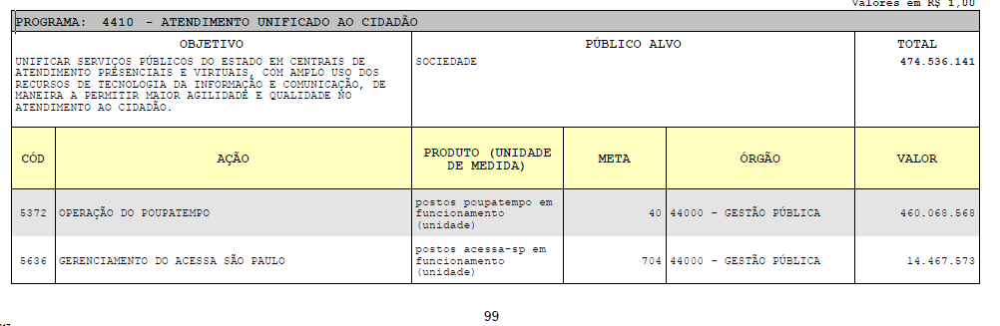 Valores em R$ 1,00
PROGRAMA: 4410 - ATENDIMENTO UNIFICADO AO CIDADÃO
OBJETIVO PÚBLICO ALVO TOTAL
UNIFICAR SERVIÇOS PÚBLICOS DO ESTADO EM CENTRAIS DE
ATENDIMENTO PRESENCIAIS E VIRTUAIS, COM AMPLO USO DOS
RECURSOS DE TECNOLOGIA DA INFORMAÇÃO E COMUNICAÇÃO, DE
MANEIRA A PERMITIR MAIOR AGILIDADE E QUALIDADE NO
ATENDIMENTO AO CIDADÃO.
SOCIEDADE
474.536.141
CÓD AÇÃO PRODUTO (UNIDADE
DE MEDIDA) META ÓRGÃO VALOR
5372 OPERAÇÃO DO POUPATEMPO
postos poupatempo em
funcionamento
(unidade)
40 44000 - GESTÃO PÚBLICA 460.068.568
5636 GERENCIAMENTO DO ACESSA SÃO PAULO
postos acessa-sp em
funcionamento
(unidade)
704 44000 - GESTÃO PÚBLICA 14.467.573
99